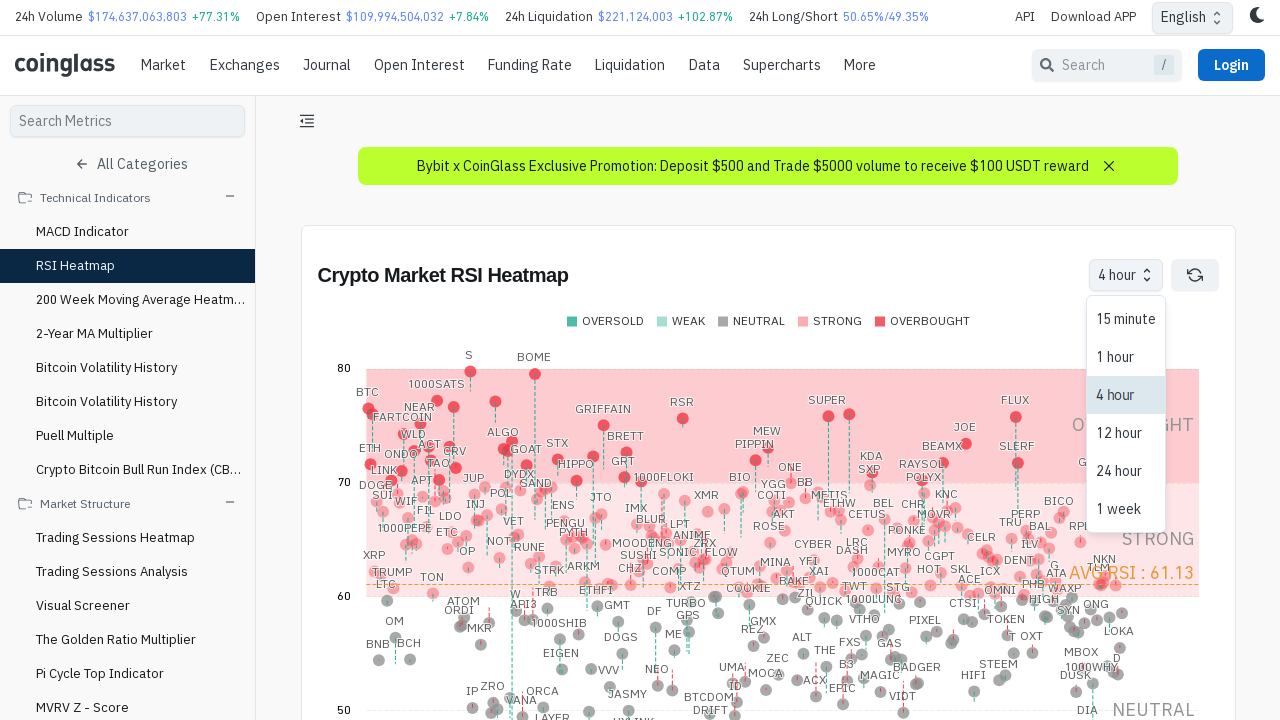 24h Volume $174,637,063,803 +77.31% Open Interest $109,994,504,032 +7.84% 24h Liquidation $221,124,003 +102.87% 24h Long/Short 50.65%/49.35% API Download APP English
coinglass Market Exchanges Journal Open Interest Funding Rate Liquidation Data Supercharts More Search / Login
Search Metrics
All Categories
Technical Indicators
MACD Indicator
RSI Heatmap
200 Week Moving Average Heatm...
2-Year MA Multiplier
Bitcoin Volatility History
Bitcoin Volatility History
Puell Multiple
Crypto Bitcoin Bull Run Index (CB...
Market Structure
Trading Sessions Heatmap
Trading Sessions Analysis
Visual Screener
The Golden Ratio Multiplier
Pi Cycle Top Indicator
MVRV Z - Score
Bybit x CoinGlass Exclusive Promotion: Deposit $500 and Trade $5000 volume to receive $100 USDT reward
Crypto Market RSI Heatmap 4 hour
15 minute
1 hour
4 hour
12 hour
24 hour
1 week
OVERSOLD WEAK NEUTRAL STRONG OVERBOUGHT
S BOME
80
BTC 1000SATS
NEAR GRIFFAIN RSR SUPER FLUX
FARTCOIN
WLD ALGO BRETT MEW JOE
ETH ONDO ACT CRV GOAT STX PIPPIN BEAMX SLERF
LINK TAO HIPPO GRT ONE KDA RAYSOL
DOGE APT JUP DYDX SAND 1000FLOKI BIO YGG BB SXP POLYX
70
SUI WIF POL JTO XMR COTI METIS KNC BICO
FIL INJ ENS IMX AKT ETHW BEL CHR
1000PEPE LDO VET PENGU BLUR LPT ROSE CETUS PONKE MOVR PERP TRU BAL RPL
ETC NOT RUNE PYTH MOODENG ANIME ZRX CYBER LRC CELR ILV
XRP OP SUSHI SONIC FLOW DASH MYRO CGPT DENT NKN
TRUMP TON STRK ARKM CHZ COMP QTUM MINA YFI XAI 1000CAT HOT SKL ICX ATA TLM
AVG RSI : 61.13
LTC TRB ETHFI XTZ COOKIE BAKE ZIL TWT STG ACE OMNI PHB WAXP
60
ATOM W API3 GMT TURBO QUICK 1000LUNC CTSI HIGH ONG
ORDI 1000SHIB DF GPS GMX VTHO PIXEL TOKEN SYN
OM MKR DOGS ME REZ ALT FXS GAS T OXT LOKA
BNB BCH EIGEN VVV NEO UMA ZEC THE B3 BADGER STEEM MBOX D
IP ZRO ORCA JASMY BTCDOM ID MOCA ACX EPIC MAGIC HIFI DUSK 1000WHY
VANA LAYER DRIFT VIDT DIA
50
STRONG
NEUTRAL